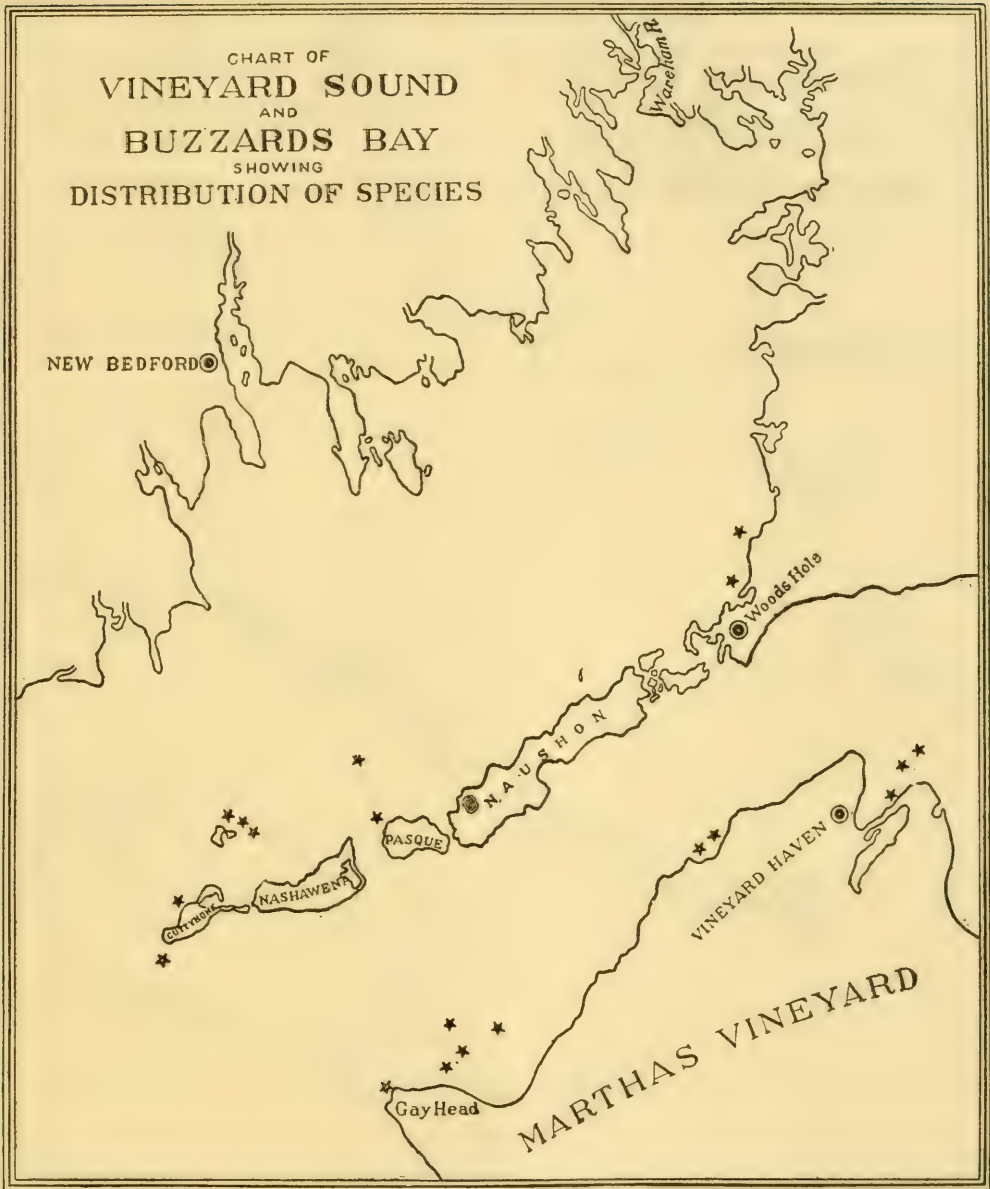 CHART OF
VINEYARD SOUND
AND
BUZZARDS BAY
SHOWING
DISTRIBUTION OF SPECIES
Wareham R.
NEW BEDFORD
Woods Hole
NAUSHON
PASQUE
NASHAWENA
CUTTYHUNK
VINEYARD HAVEN
MARTHAS VINEYARD
Gay Head